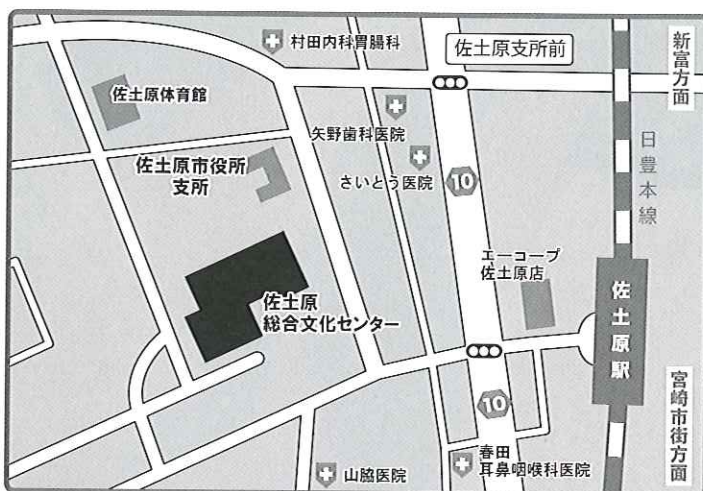 村田内科胃腸科
佐土原支所前
新富方面
佐土原体育館
矢野歯科医院
日豊本線
佐土原市役所
支所
さいとう医院
10
エーコープ
佐土原店
佐土原
総合文化センター
佐土原駅
10
宮崎市街方面
山脇医院
春田
耳鼻咽喉科医院